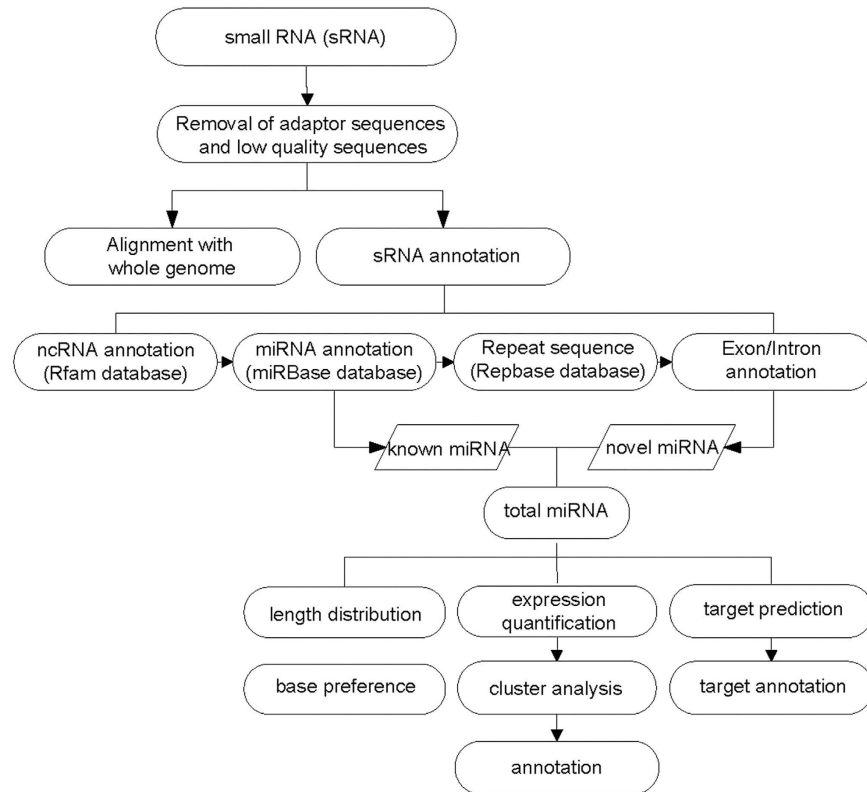 small RNA (sRNA)
Removal of adaptor sequences
and low quality sequences
Alignment with
whole genome
sRNA annotation
ncRNA annotation
(Rfam database)
miRNA annotation
(miRBase database)
Repeat sequence
(Repbase database)
Exon/Intron
annotation
known miRNA
novel miRNA
total miRNA
length distribution
expression
quantification
target prediction
base preference
cluster analysis
target annotation
annotation